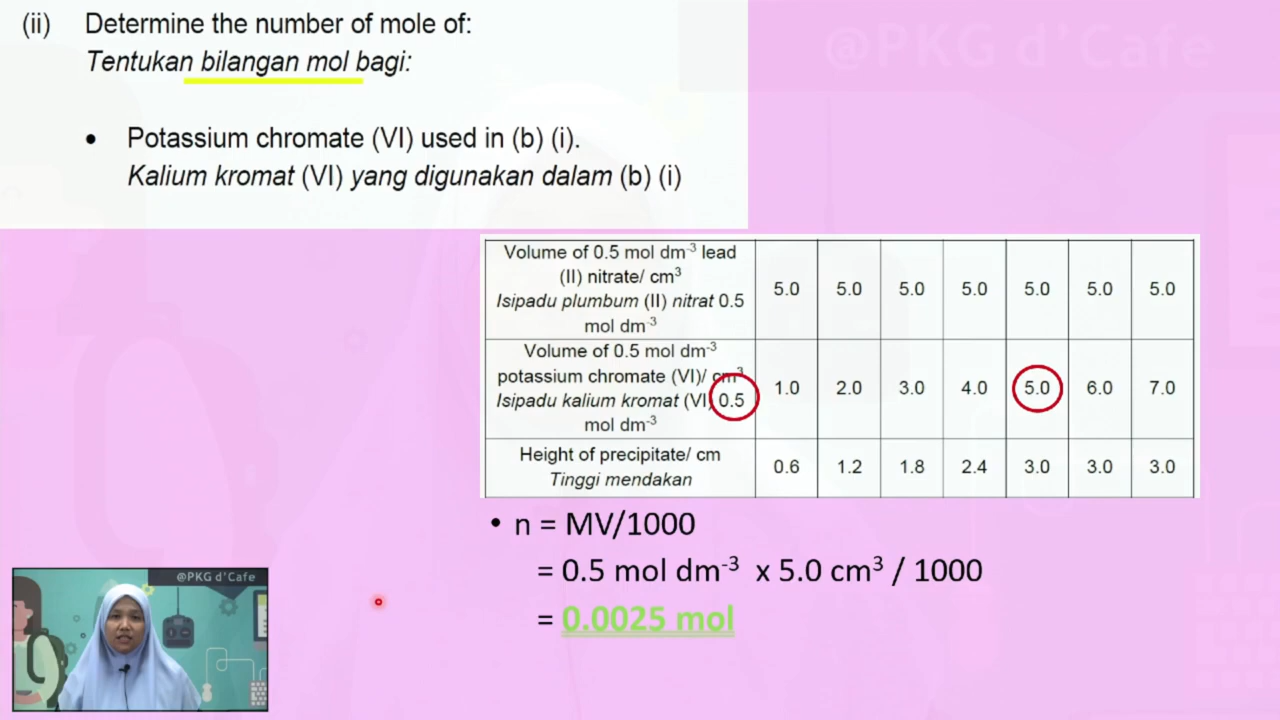 @PKG d'Cafe
(ii) Determine the number of mole of:
Tentukan bilangan mol bagi:
• Potassium chromate (VI) used in (b) (i).
Kalium kromat (VI) yang digunakan dalam (b) (i)
Volume of 0.5 mol dm⁻³ lead
(II) nitrate/ cm³
Isipadu plumbum (II) nitrat 0.5
mol dm⁻³
5.0 5.0 5.0 5.0 5.0 5.0 5.0
Volume of 0.5 mol dm⁻³
potassium chromate (VI)/ cm³
Isipadu kalium kromat (VI) 0.5
mol dm⁻³
1.0 2.0 3.0 4.0 5.0 6.0 7.0
Height of precipitate/ cm
Tinggi mendakan
0.6 1.2 1.8 2.4 3.0 3.0 3.0
• n = MV/1000
= 0.5 mol dm⁻³ x 5.0 cm³ / 1000
= 0.0025 mol
@PKG d'Cafe